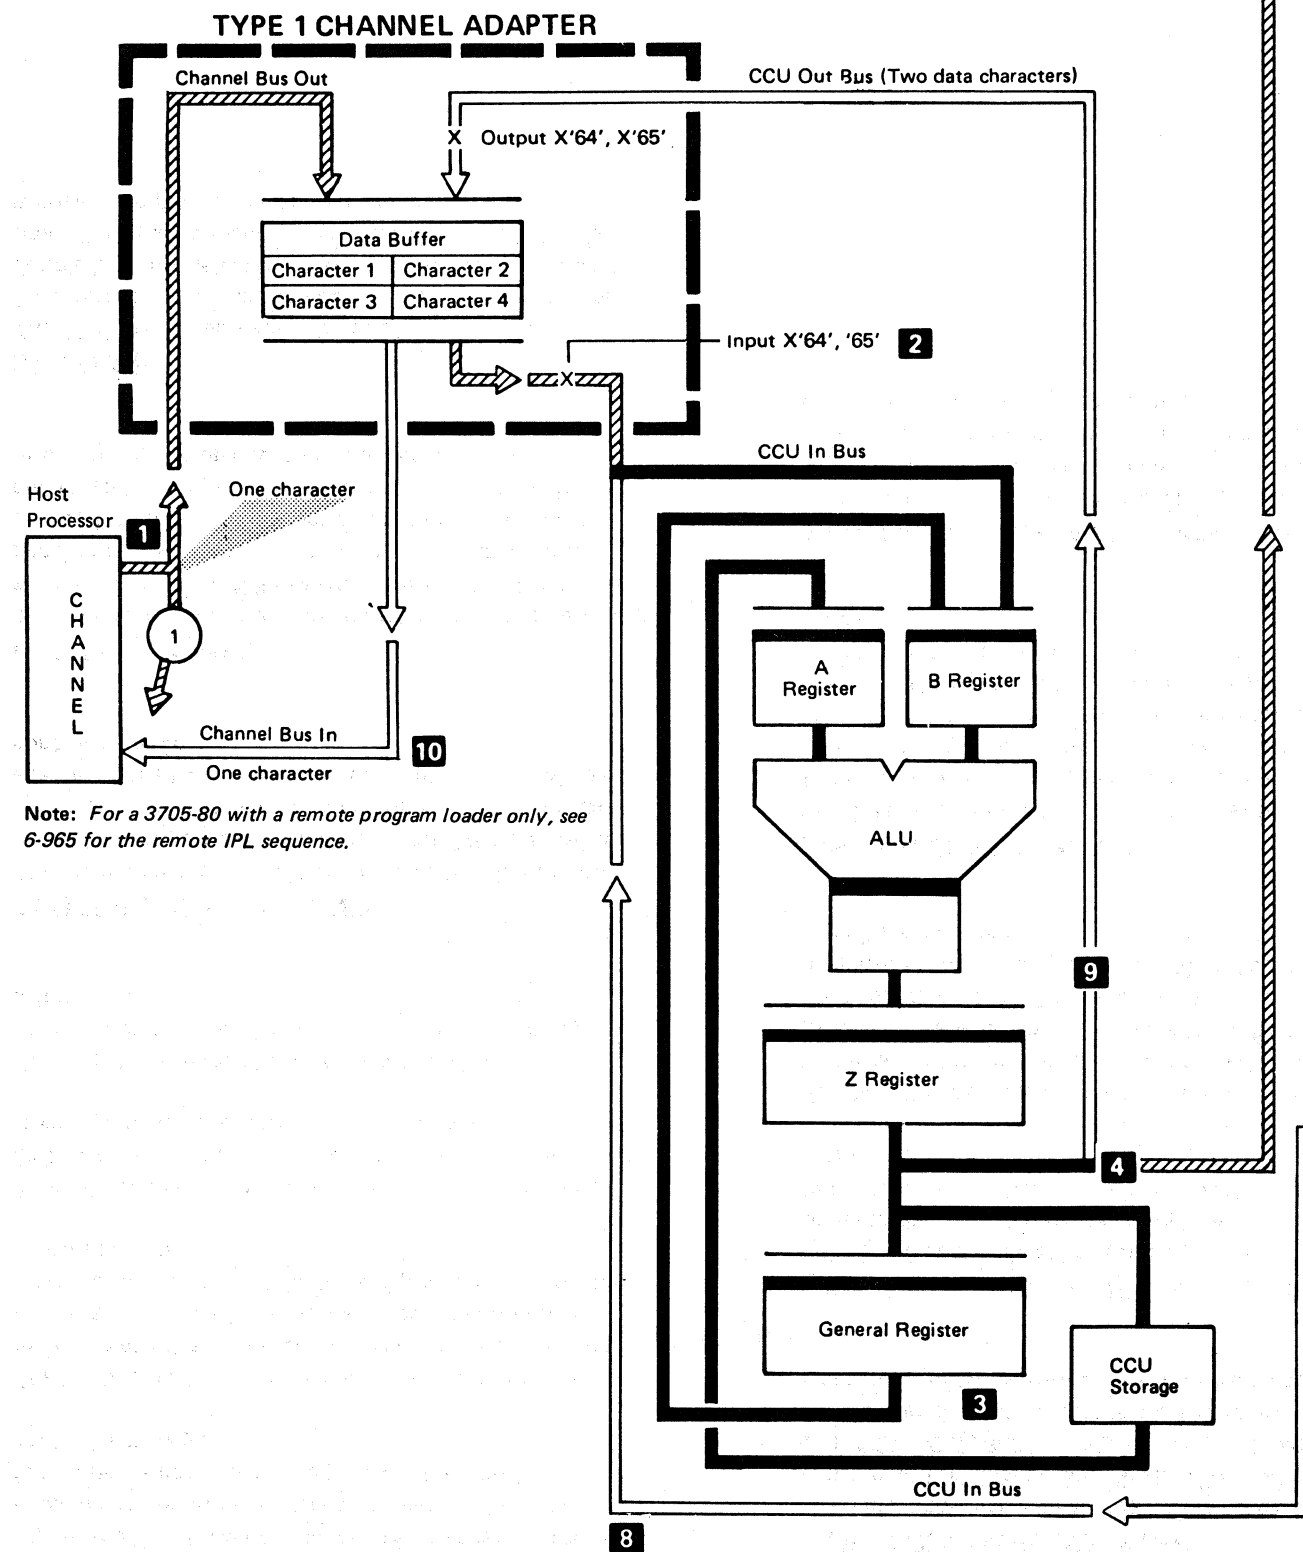 TYPE 1 CHANNEL ADAPTER
Channel Bus Out
CCU Out Bus (Two data characters)
X Output X'64', X'65'
Data Buffer
Character 1 Character 2
Character 3 Character 4
Input X'64', '65' 2
X
CCU In Bus
Host
Processor
1
One character
CHANNEL
1
A
Register
B Register
Channel Bus In
10
One character
Note: For a 3705-80 with a remote program loader only, see
6-965 for the remote IPL sequence.
ALU
9
Z Register
4
General Register
CCU
Storage
3
CCU In Bus
8